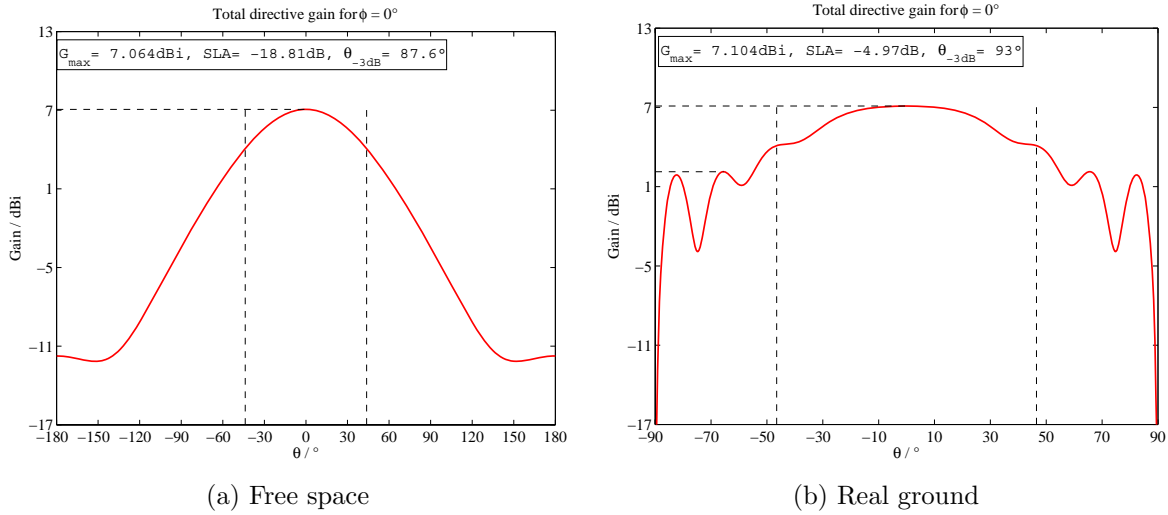 Total directive gain for ϕ = 0°
G_max= 7.064dBi, SLA= −18.81dB, θ_−3dB= 87.6°
13
7
1
−5
−11
−17
Gain / dBi
−180 −150 −120 −90 −60 −30 0 30 60 90 120 150 180
θ / °
(a) Free space
Total directive gain for ϕ = 0°
G_max= 7.104dBi, SLA= −4.97dB, θ_−3dB= 93°
13
7
1
−5
−11
−17
Gain / dBi
−90 −70 −50 −30 −10 10 30 50 70 90
θ / °
(b) Real ground